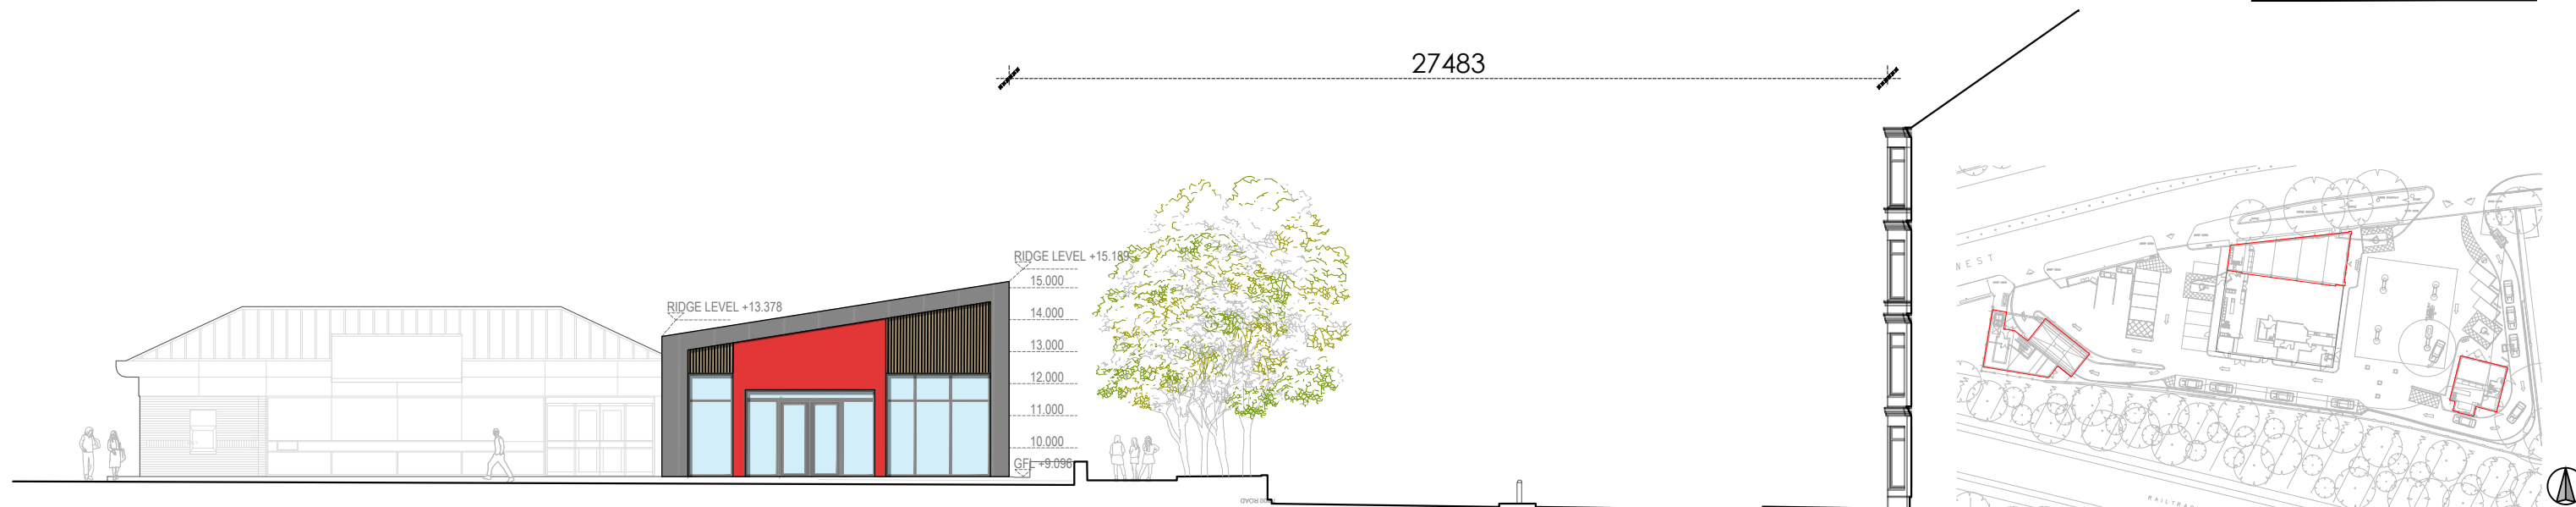 27483
RIDGE LEVEL +15.189
RIDGE LEVEL +13.378
15.000
14.000
13.000
12.000
11.000
10.000
GFL +9.096
ROAD
WEST